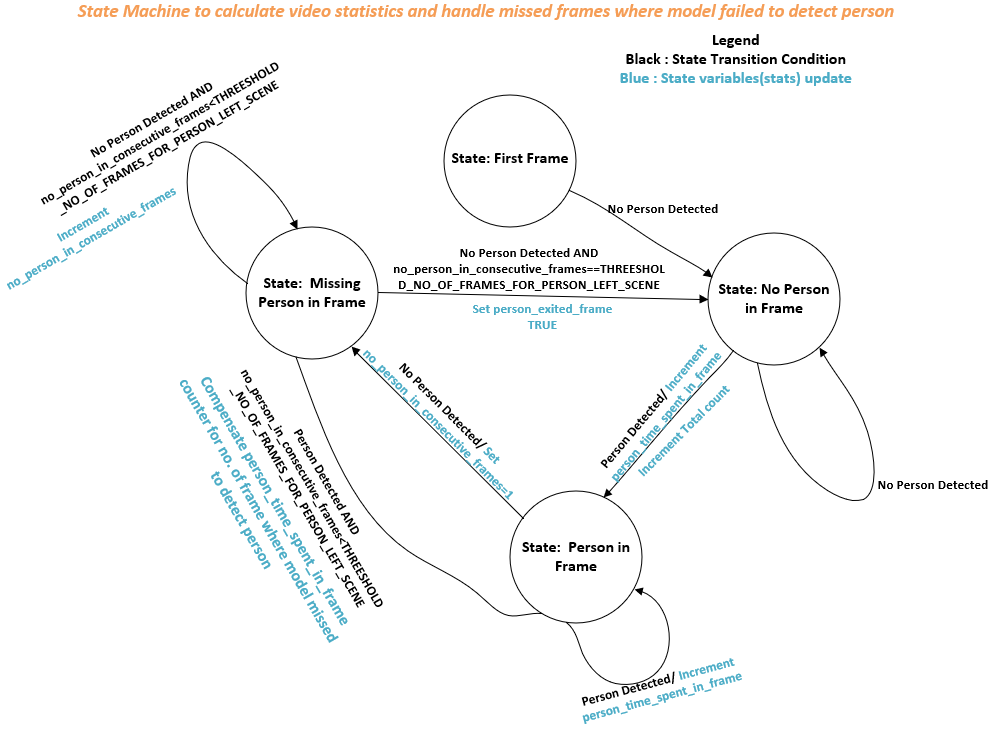 State Machine to calculate video statistics and handle missed frames where model failed to detect person
Legend
Black : State Transition Condition
Blue : State variables(stats) update
No Person Detected AND
no_person_in_consecutive_frames<THREESHOLD
_NO_OF_FRAMES_FOR_PERSON_LEFT_SCENE
Increment
no_person_in_consecutive_frames
State: First Frame
No Person Detected
State:  Missing
Person in Frame
No Person Detected AND
no_person_in_consecutive_frames==THREESHOL
D_NO_OF_FRAMES_FOR_PERSON_LEFT_SCENE
Set person_exited_frame
TRUE
State: No Person
in Frame
No Person Detected/ Set
no_person_in_consecutive_frames=1
Person Detected/ Increment
person_time_spent_in_frame
Increment Total count
No Person Detected
Person Detected AND
no_person_in_consecutive_frames<THREESHOLD
_NO_OF_FRAMES_FOR_PERSON_LEFT_SCENE
Compensate person_time_spent_in_frame
counter for no. of frame where model missed
to detect person
State:  Person in
Frame
Person Detected/ Increment
person_time_spent_in_frame